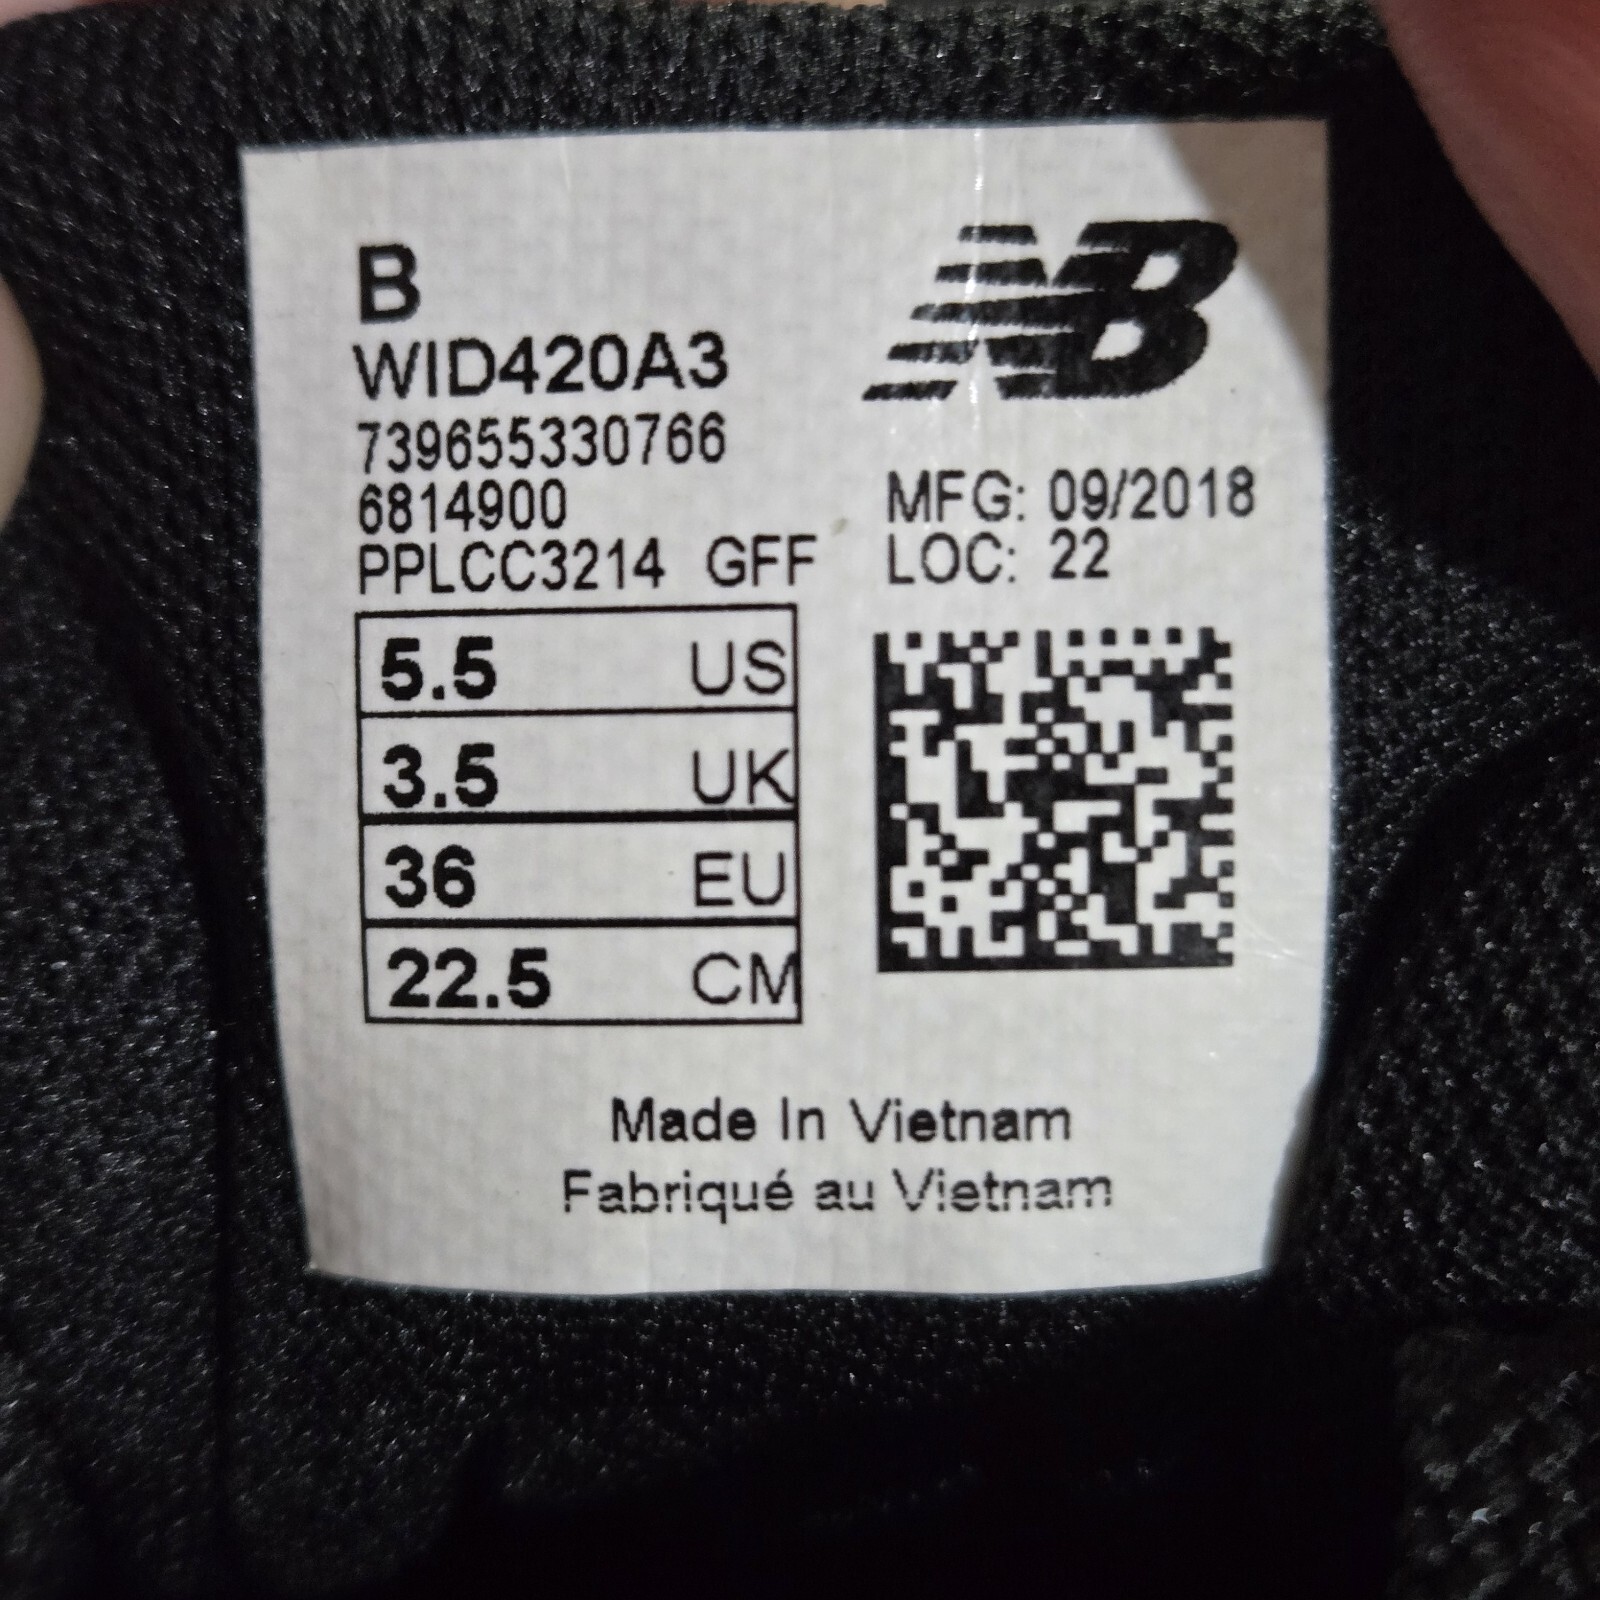 B
NB
WID420A3
739655330766
6814900
PPLCC3214 GFF
MFG: 09/2018
LOC: 22
5.5 US
3.5 UK
36 EU
22.5 CM
Made In Vietnam
Fabriqué au Vietnam